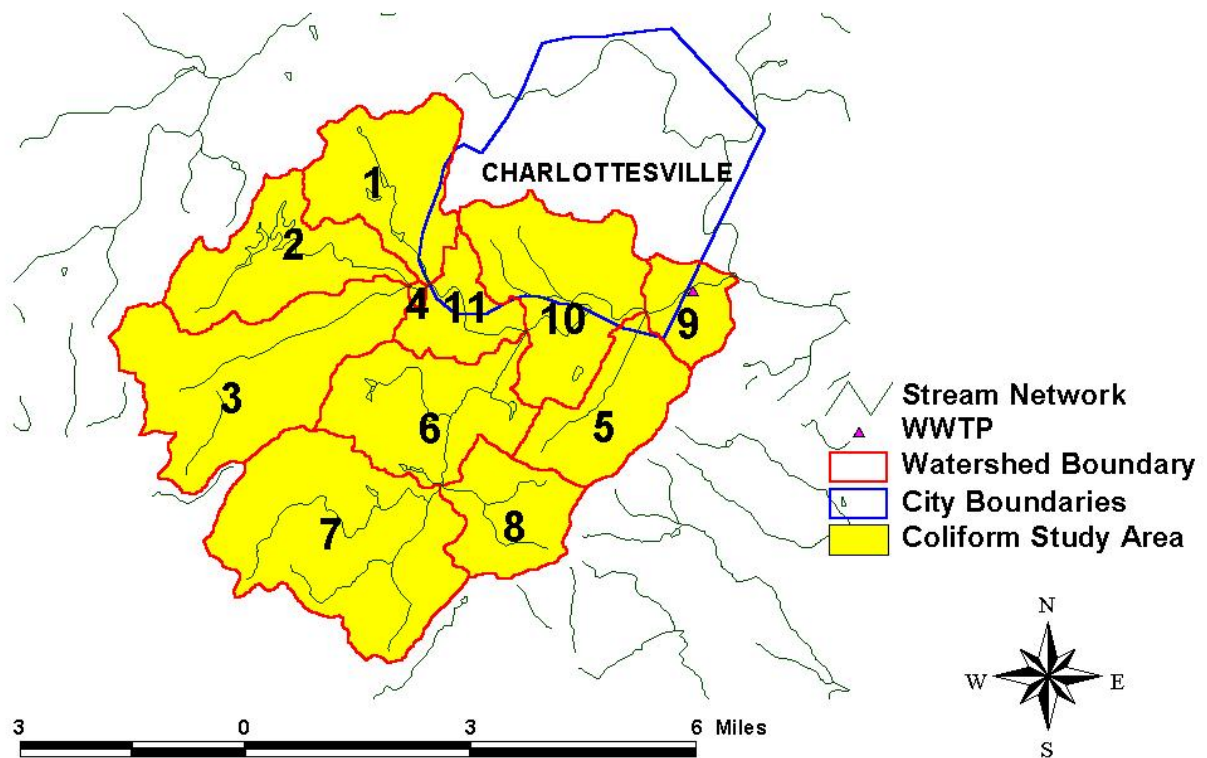 CHARLOTTESVILLE
1
2
4
11
10
9
3
6
5
7
8
Stream Network
WWTP
Watershed Boundary
City Boundaries
Coliform Study Area
N
W
E
S
3 0 3 6 Miles